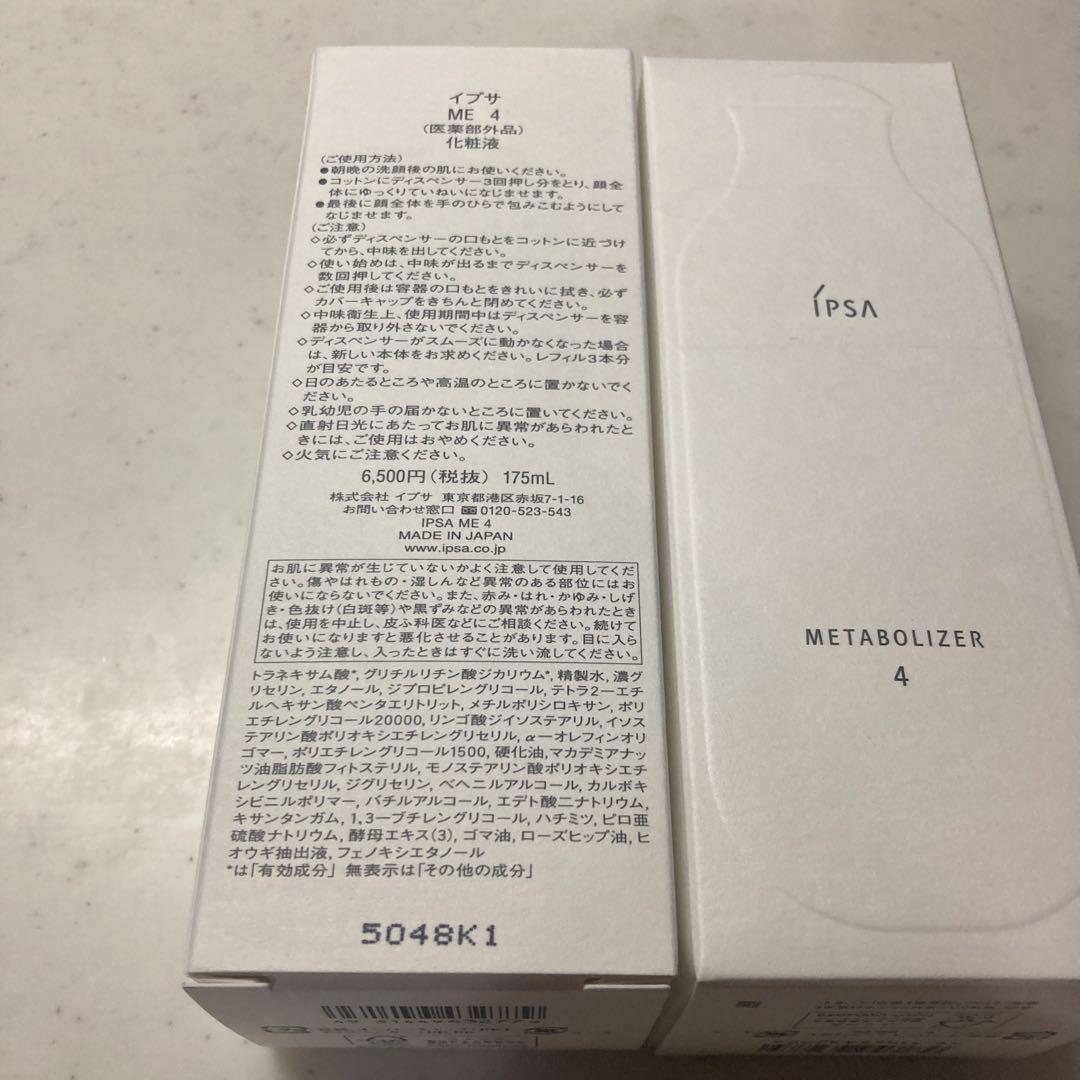 イプサ
ME 4
(医薬部外品)
化粧液
(ご使用方法)
●朝晩の洗顔後の肌にお使いください。
●コットンにディスペンサー3回押し分をとり、顔全
体にゆっくりていねいになじませます。
●最後に顔全体を手のひらで包みこむようにして
なじませます。
(ご注意)
◇必ずディスペンサーの口もとをコットンに近づけ
てから、中味を出してください。
◇使い始めは、中味が出るまでディスペンサーを
数回押してください。
◇ご使用後は容器の口もとをきれいに拭き、必ず
カバーキャップをきちんと閉めてください。
◇中味衛生上、使用期間中はディスペンサーを容
器から取り外さないでください。
◇ディスペンサーがスムーズに動かなくなった場合
は、新しい本体をお求めください。レフィル3本分
が目安です。
◇日のあたるところや高温のところに置かないでく
ださい。
◇乳幼児の手の届かないところに置いてください。
◇直射日光にあたってお肌に異常があらわれたと
きには、ご使用はおやめください。
◇火気にご注意ください。
6,500円(税抜) 175mL
株式会社 イプサ 東京都港区赤坂7-1-16
お問い合わせ窓口 0120-523-543
IPSA ME 4
MADE IN JAPAN
www.ipsa.co.jp
お肌に異常が生じていないかよく注意して使用してくだ
さい。傷やはれもの・湿しんなど異常のある部位にはお
使いにならないでください。また、赤み・はれ・かゆみ・しげ
き・色抜け(白斑等)や黒ずみなどの異常があらわれたとき
は、使用を中止し、皮ふ科医などにご相談ください。続けて
お使いになりますと悪化させることがあります。目に入ら
ないよう注意し、入ったときはすぐに洗い流してください。
トラネキサム酸*, グリチルリチン酸ジカリウム*, 精製水, 濃グ
リセリン, エタノール, ジプロピレングリコール, テトラ2-エチ
ルヘキサン酸ペンタエリトリット, メチルポリシロキサン, ポリ
エチレングリコール20000, リンゴ酸ジイソステアリル, イソス
テアリン酸ポリオキシエチレングリセリル, α-オレフィンオリ
ゴマー, ポリエチレングリコール1500, 硬化油, マカデミアナッ
ツ油脂肪酸フィトステリル, モノステアリン酸ポリオキシエチ
レングリセリル, ジグリセリン, ベヘニルアルコール, カルボキ
シビニルポリマー, バチルアルコール, エデト酸二ナトリウム,
キサンタンガム, 1,3-ブチレングリコール, ハチミツ, ピロ亜
硫酸ナトリウム, 酵母エキス(3), ゴマ油, ローズヒップ油, ヒ
オウギ抽出液, フェノキシエタノール
*は「有効成分」 無表示は「その他の成分」
5048K1
IPSA
METABOLIZER
4